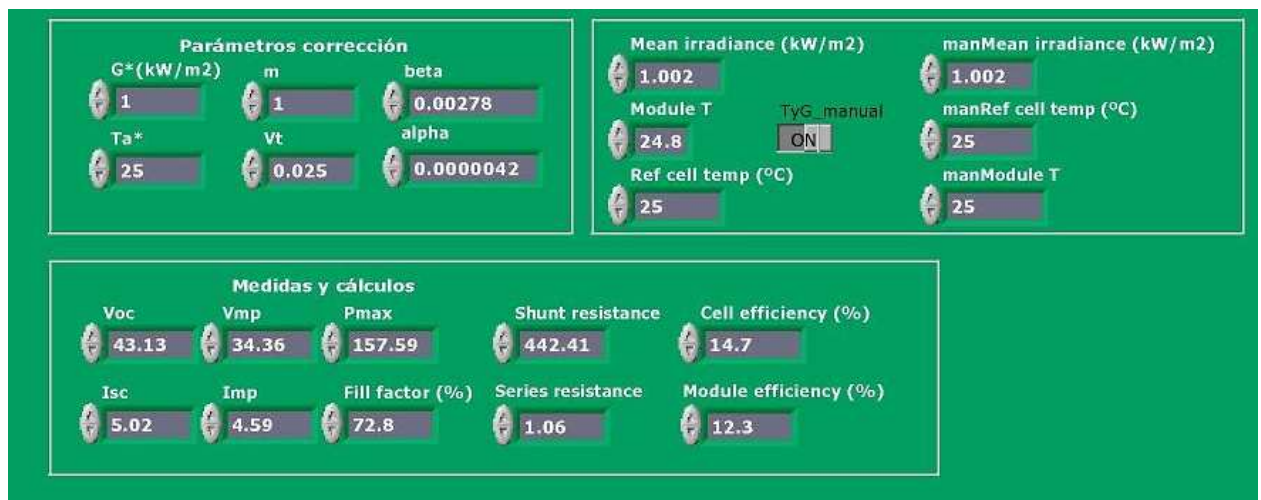 Parámetros corrección
G*(kW/m2) m beta
1 1 0.00278
Ta* Vt alpha
25 0.025 0.0000042
Mean irradiance (kW/m2) manMean irradiance (kW/m2)
1.002 1.002
Module T TyG_manual manRef cell temp (ºC)
24.8 ON 25
Ref cell temp (ºC) manModule T
25 25
Medidas y cálculos
Voc Vmp Pmax Shunt resistance Cell efficiency (%)
43.13 34.36 157.59 442.41 14.7
Isc Imp Fill factor (%) Series resistance Module efficiency (%)
5.02 4.59 72.8 1.06 12.3